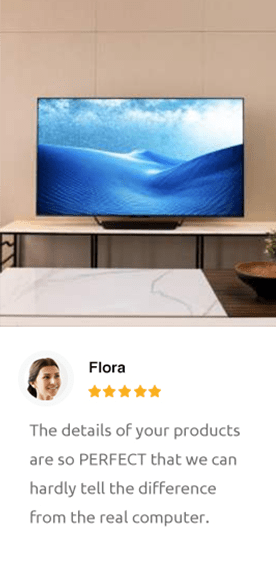 Flora
The details of your products
are so PERFECT that we can
hardly tell the difference
from the real computer.